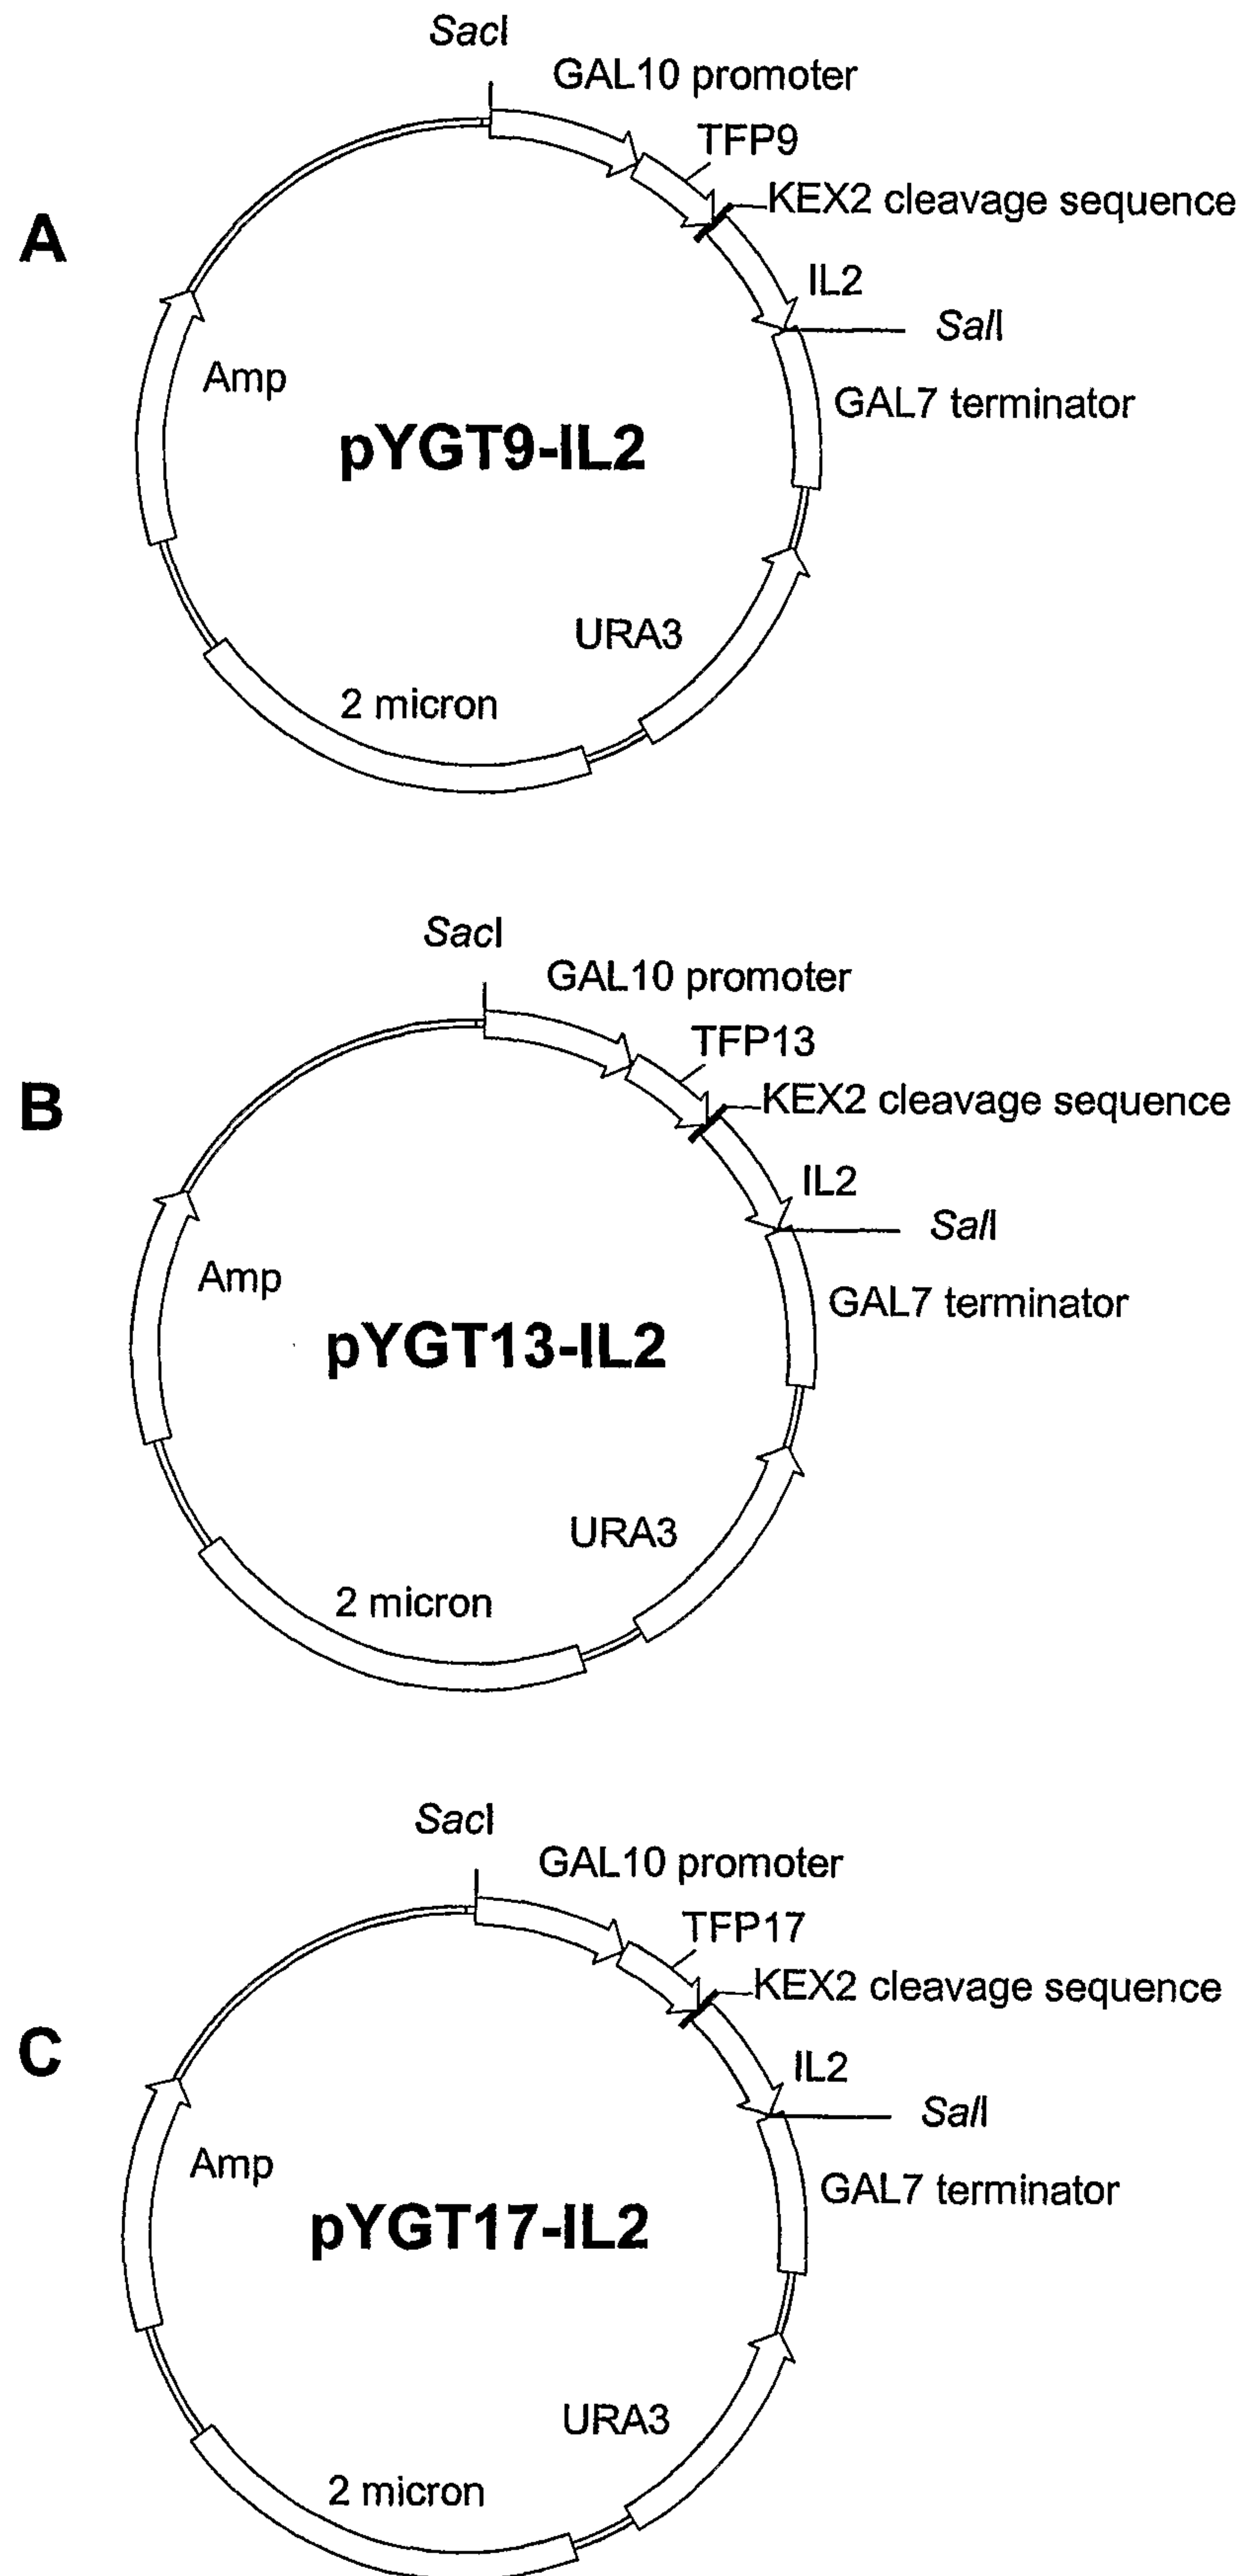 SacI
GAL10 promoter
TFP9
KEX2 cleavage sequence
A
IL2
SalI
Amp
GAL7 terminator
pYGT9-IL2
URA3
2 micron
SacI
GAL10 promoter
TFP13
KEX2 cleavage sequence
B
IL2
SalI
Amp
GAL7 terminator
pYGT13-IL2
URA3
2 micron
SacI
GAL10 promoter
TFP17
KEX2 cleavage sequence
C
IL2
SalI
Amp
GAL7 terminator
pYGT17-IL2
URA3
2 micron